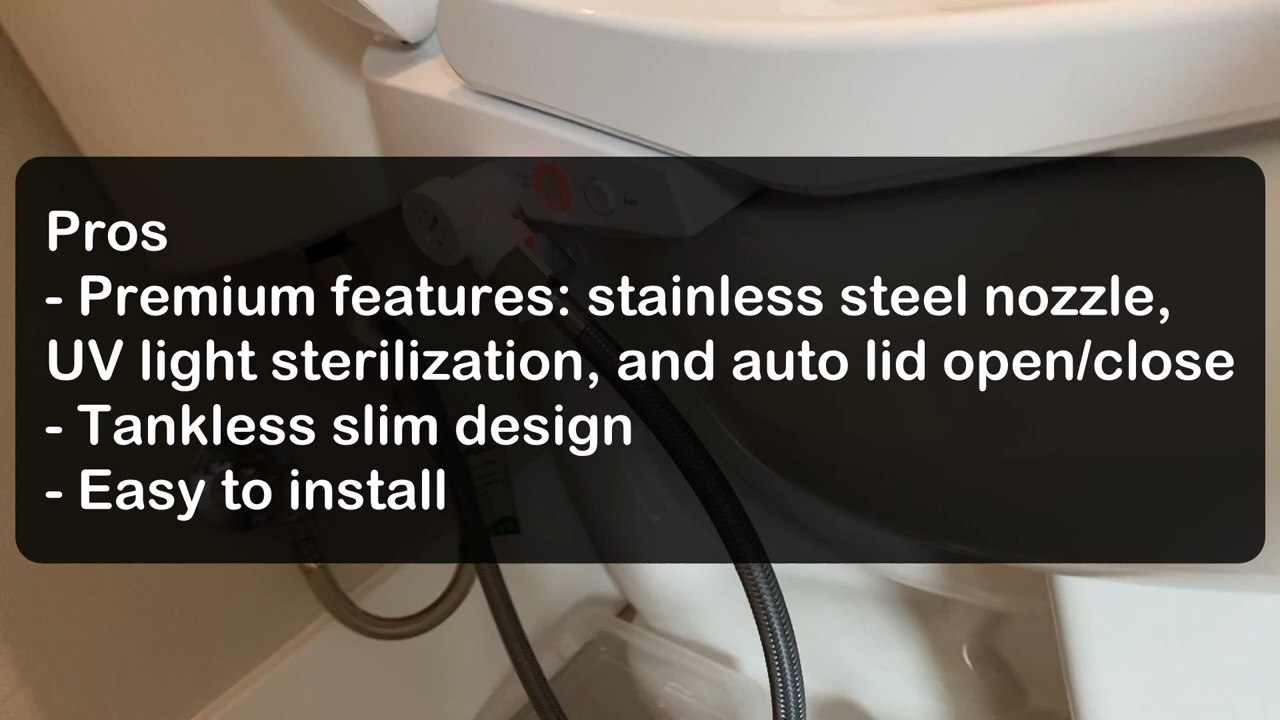 Pros
- Premium features: stainless steel nozzle,
UV light sterilization, and auto lid open/close
- Tankless slim design
- Easy to install